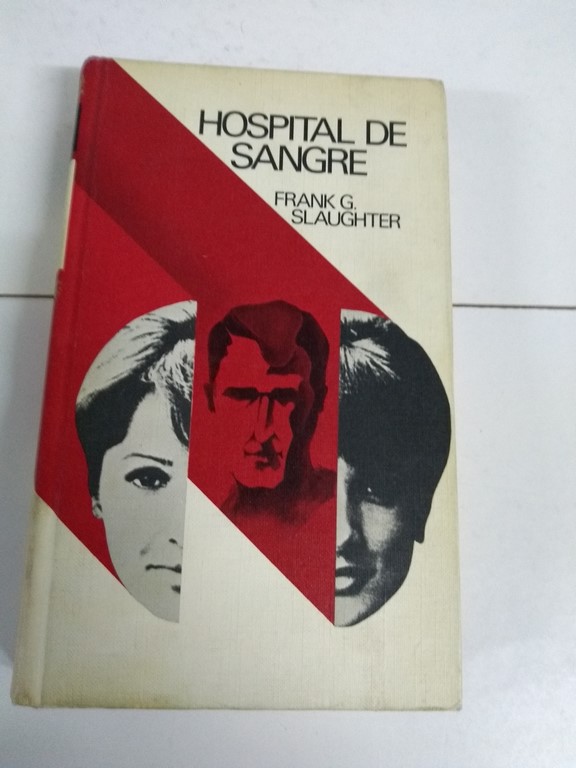 HOSPITAL DE
SANGRE
FRANK G.
SLAUGHTER